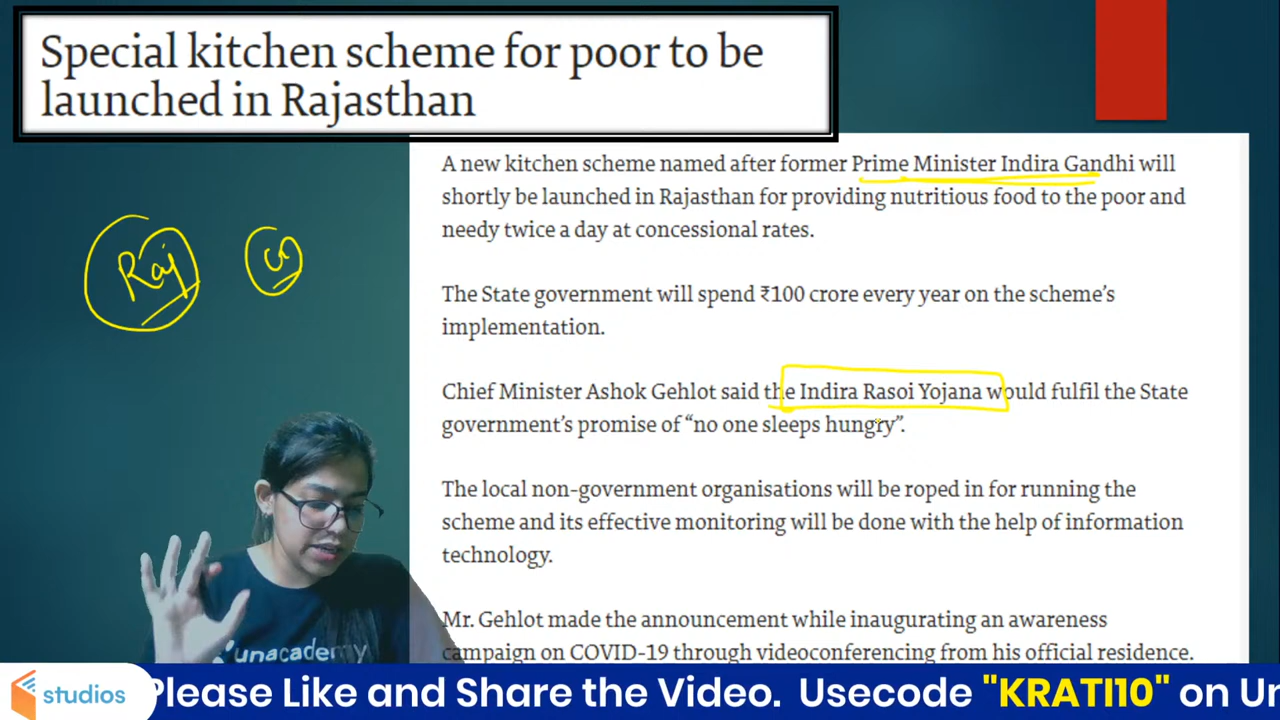 Special kitchen scheme for poor to be
launched in Rajasthan
A new kitchen scheme named after former Prime Minister Indira Gandhi will
shortly be launched in Rajasthan for providing nutritious food to the poor and
needy twice a day at concessional rates.
Raj
The State government will spend ₹100 crore every year on the scheme's
implementation.
Chief Minister Ashok Gehlot said the Indira Rasoi Yojana would fulfil the State
government's promise of “no one sleeps hungry”.
The local non-government organisations will be roped in for running the
scheme and its effective monitoring will be done with the help of information
technology.
Mr. Gehlot made the announcement while inaugurating an awareness
campaign on COVID-19 through videoconferencing from his official residence.
unacademy
studios
Please Like and Share the Video. Usecode "KRATI10" on Un